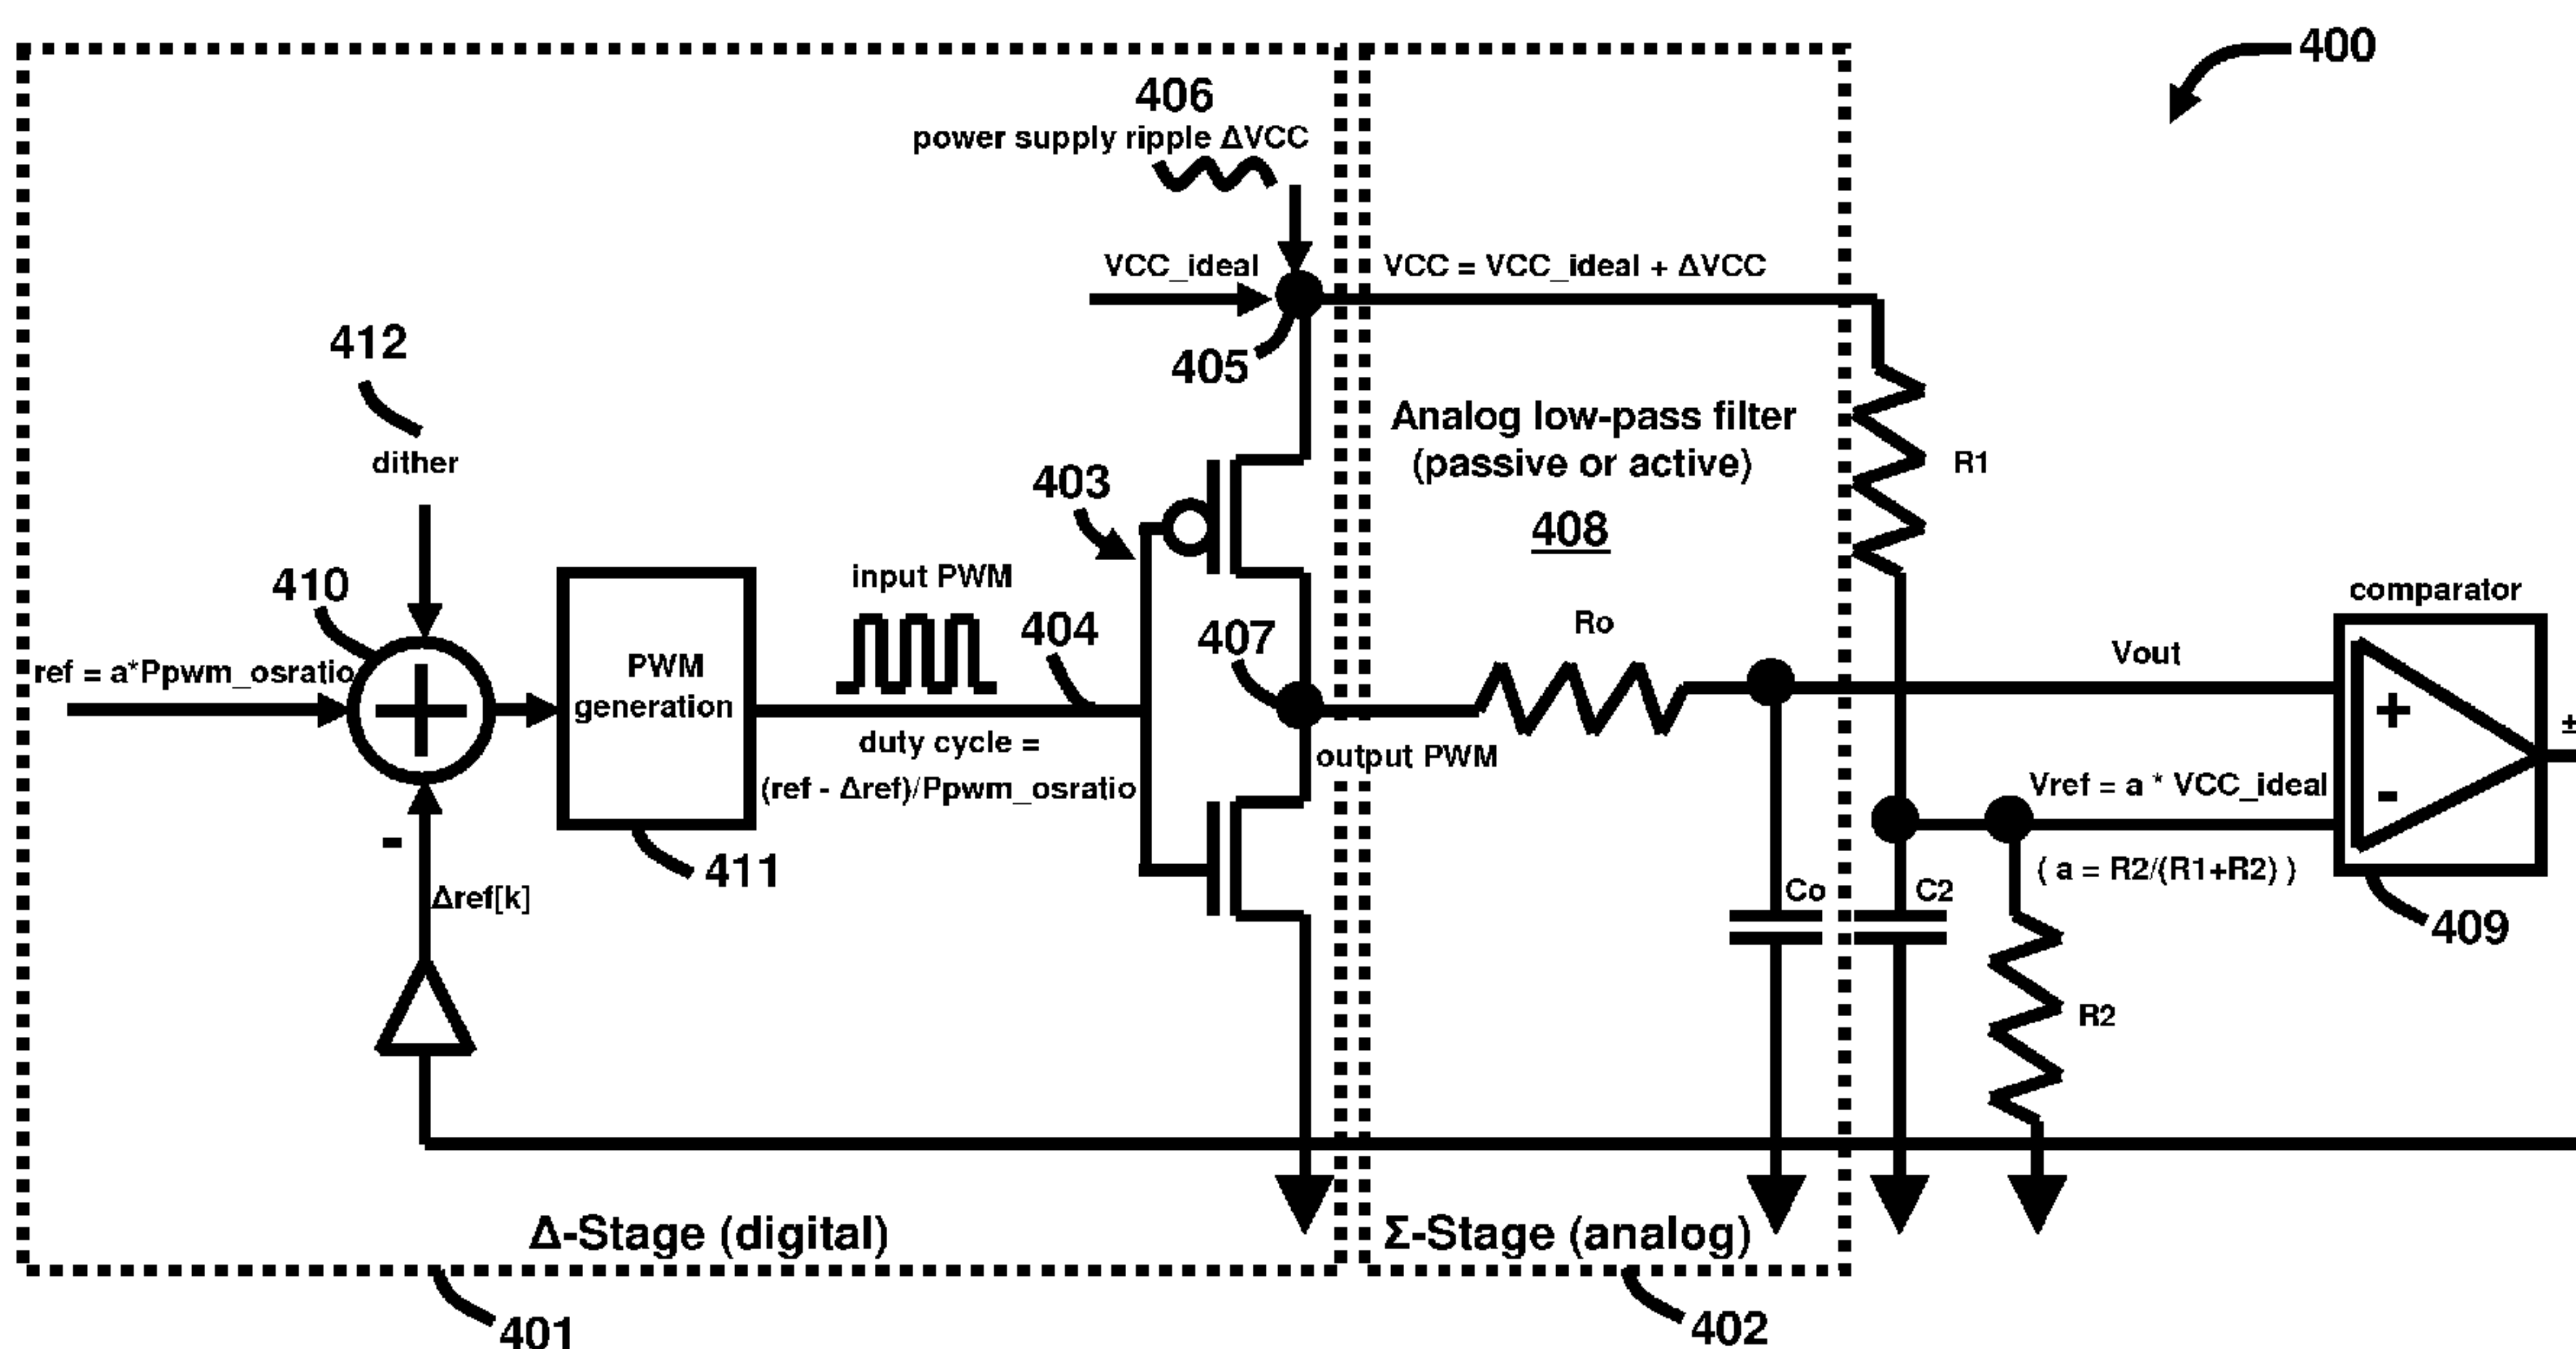 400
406
power supply ripple ΔVCC
VCC_ideal
VCC = VCC_ideal + ΔVCC
405
412
dither
Analog low-pass filter
(passive or active)
408
R1
403
410
ref = a*Ppwm_osratio
PWM
generation
411
input PWM
404
duty cycle =
(ref - Δref)/Ppwm_osratio
407
output PWM
Ro
Vout
comparator
+
-
±
Vref = a * VCC_ideal
( a = R2/(R1+R2) )
409
Co
C2
R2
-
Δref[k]
Δ-Stage (digital)
Σ-Stage (analog)
401
402